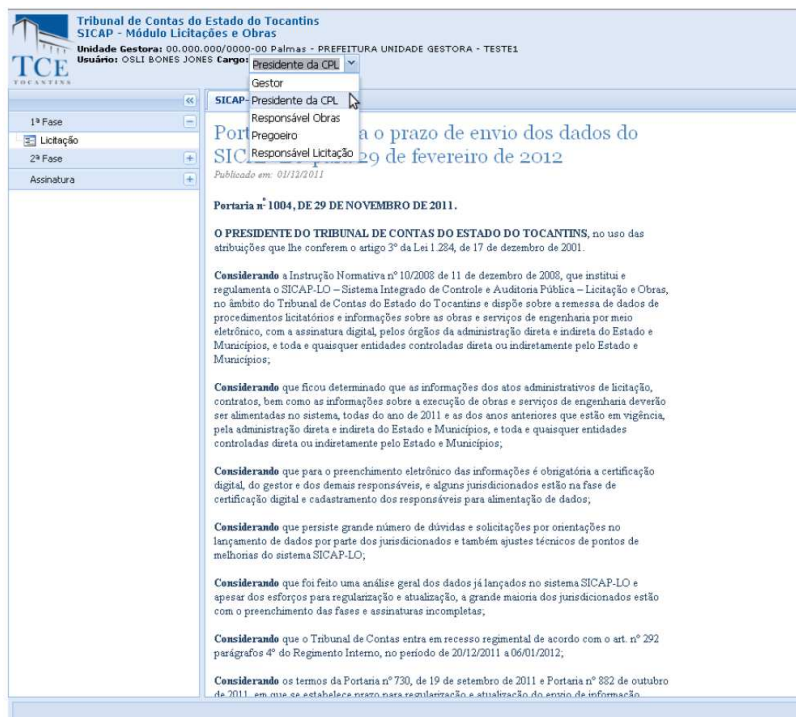 Tribunal de Contas do Estado do Tocantins
SICAP - Módulo Licitações e Obras
Unidade Gestora: 00.000.000/0000-00 Palmas - PREFEITURA UNIDADE GESTORA - TESTE1
Usuário: OSLI BONES JONES Cargo: Presidente da CPL
TCE
TOCANTINS
Gestor
Presidente da CPL
Responsável Obras
Pregoeiro
Responsável Licitação
1ª Fase
Licitação
2ª Fase
Assinatura
SICAP-
Port a o prazo de envio dos dados do
SIC 29 de fevereiro de 2012
Publicado em: 01/12/2011
Portaria nº 1004, DE 29 DE NOVEMBRO DE 2011.
O PRESIDENTE DO TRIBUNAL DE CONTAS DO ESTADO DO TOCANTINS, no uso das
atribuições que lhe conferem o artigo 3º da Lei 1.284, de 17 de dezembro de 2001.
Considerando a Instrução Normativa nº 10/2008 de 11 de dezembro de 2008, que institui e
regulamenta o SICAP-LO – Sistema Integrado de Controle e Auditoria Pública – Licitação e Obras,
no âmbito do Tribunal de Contas do Estado do Tocantins e dispõe sobre a remessa de dados de
procedimentos licitatórios e informações sobre as obras e serviços de engenharia por meio
eletrônico, com a assinatura digital, pelos órgãos da administração direta e indireta do Estado e
Municípios, e toda e quaisquer entidades controladas direta ou indiretamente pelo Estado e
Municípios;
Considerando que ficou determinado que as informações dos atos administrativos de licitação,
contratos, bem como as informações sobre a execução de obras e serviços de engenharia deverão
ser alimentadas no sistema, todas do ano de 2011 e as dos anos anteriores que estão em vigência,
pela administração direta e indireta do Estado e Municípios, e toda e quaisquer entidades
controladas direta ou indiretamente pelo Estado e Municípios;
Considerando que para o preenchimento eletrônico das informações é obrigatória a certificação
digital, do gestor e dos demais responsáveis, e alguns jurisdicionados estão na fase de
certificação digital e cadastramento dos responsáveis para alimentação de dados;
Considerando que persiste grande número de dúvidas e solicitações por orientações no
lançamento de dados por parte dos jurisdicionados e também ajustes técnicos de pontos de
melhorias do sistema SICAP-LO;
Considerando que foi feito uma análise geral dos dados já lançados no sistema SICAP-LO e
apesar dos esforços para regularização e atualização, a grande maioria dos jurisdicionados estão
com o preenchimento das fases e assinaturas incompletas;
Considerando que o Tribunal de Contas entra em recesso regimental de acordo com o art. nº 292
parágrafos 4º do Regimento Interno, no período de 20/12/2011 a 06/01/2012;
Considerando os termos da Portaria nº 730, de 19 de setembro de 2011 e Portaria nº 882 de outubro
de 2011, em que se estabelece prazo para regularização e atualização do envio de informação